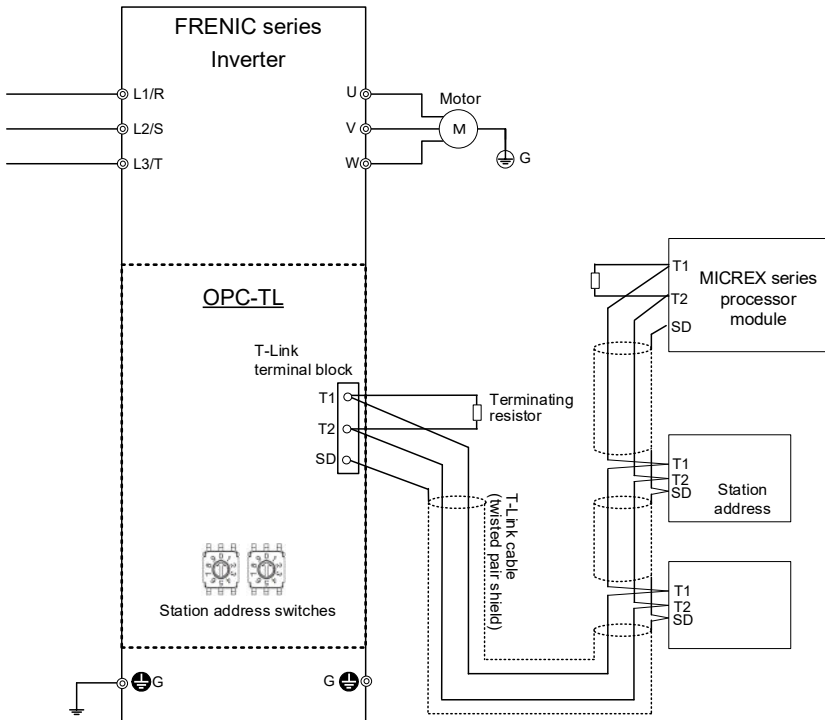 FRENIC series
Inverter
L1/R
L2/S
L3/T
U
V
W
Motor
M
G
OPC-TL
T-Link
terminal block
T1
T2
SD
Terminating
resistor
T-Link cable
(twisted pair shield)
Station address switches
G
G
T1
T2
SD
MICREX series
processor
module
T1
T2
SD
Station
address
T1
T2
SD